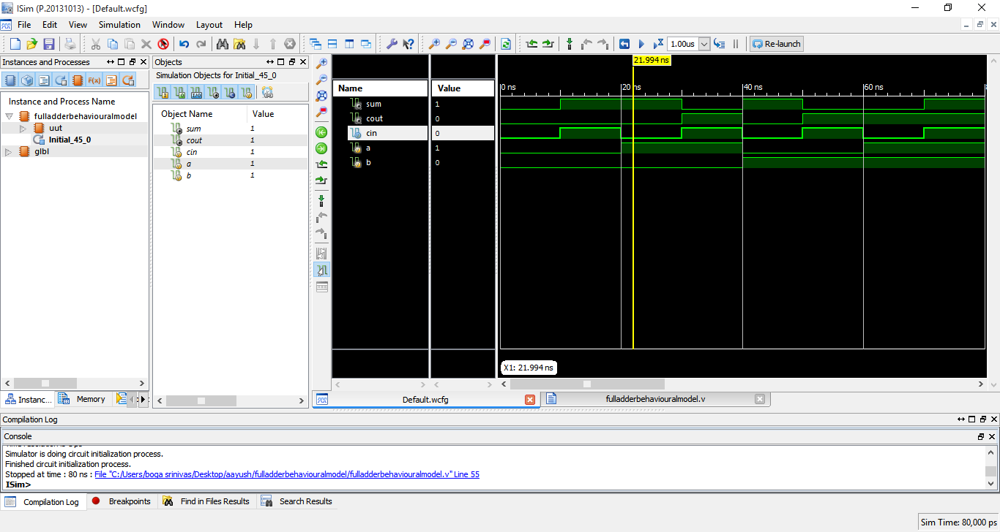 ISim (P.20131013) - [Default.wcfg]
File Edit View Simulation Window Layout Help
1.00us Re-launch
Instances and Processes
Objects
Simulation Objects for Initial_45_0
Instance and Process Name
fulladderbehaviouralmodel
uut
Initial_45_0
glbl
Object Name Value
sum 1
cout 1
cin 1
a 1
b 1
21.994 ns
Name Value
0 ns 20 ns 40 ns 60 ns
sum 1
cout 0
cin 0
a 1
b 0
X1: 21.994 ns
Instanc... Memory
Default.wcfg fulladderbehaviouralmodel.v
Compilation Log
Console
Simulator is doing circuit initialization process.
Finished circuit initialization process.
Stopped at time : 80 ns : File "C:/Users/boga srinivas/Desktop/aayush/fulladderbehaviouralmodel/fulladderbehaviouralmodel.v" Line 55
ISim>
Compilation Log Breakpoints Find in Files Results Search Results
Sim Time: 80,000 ps